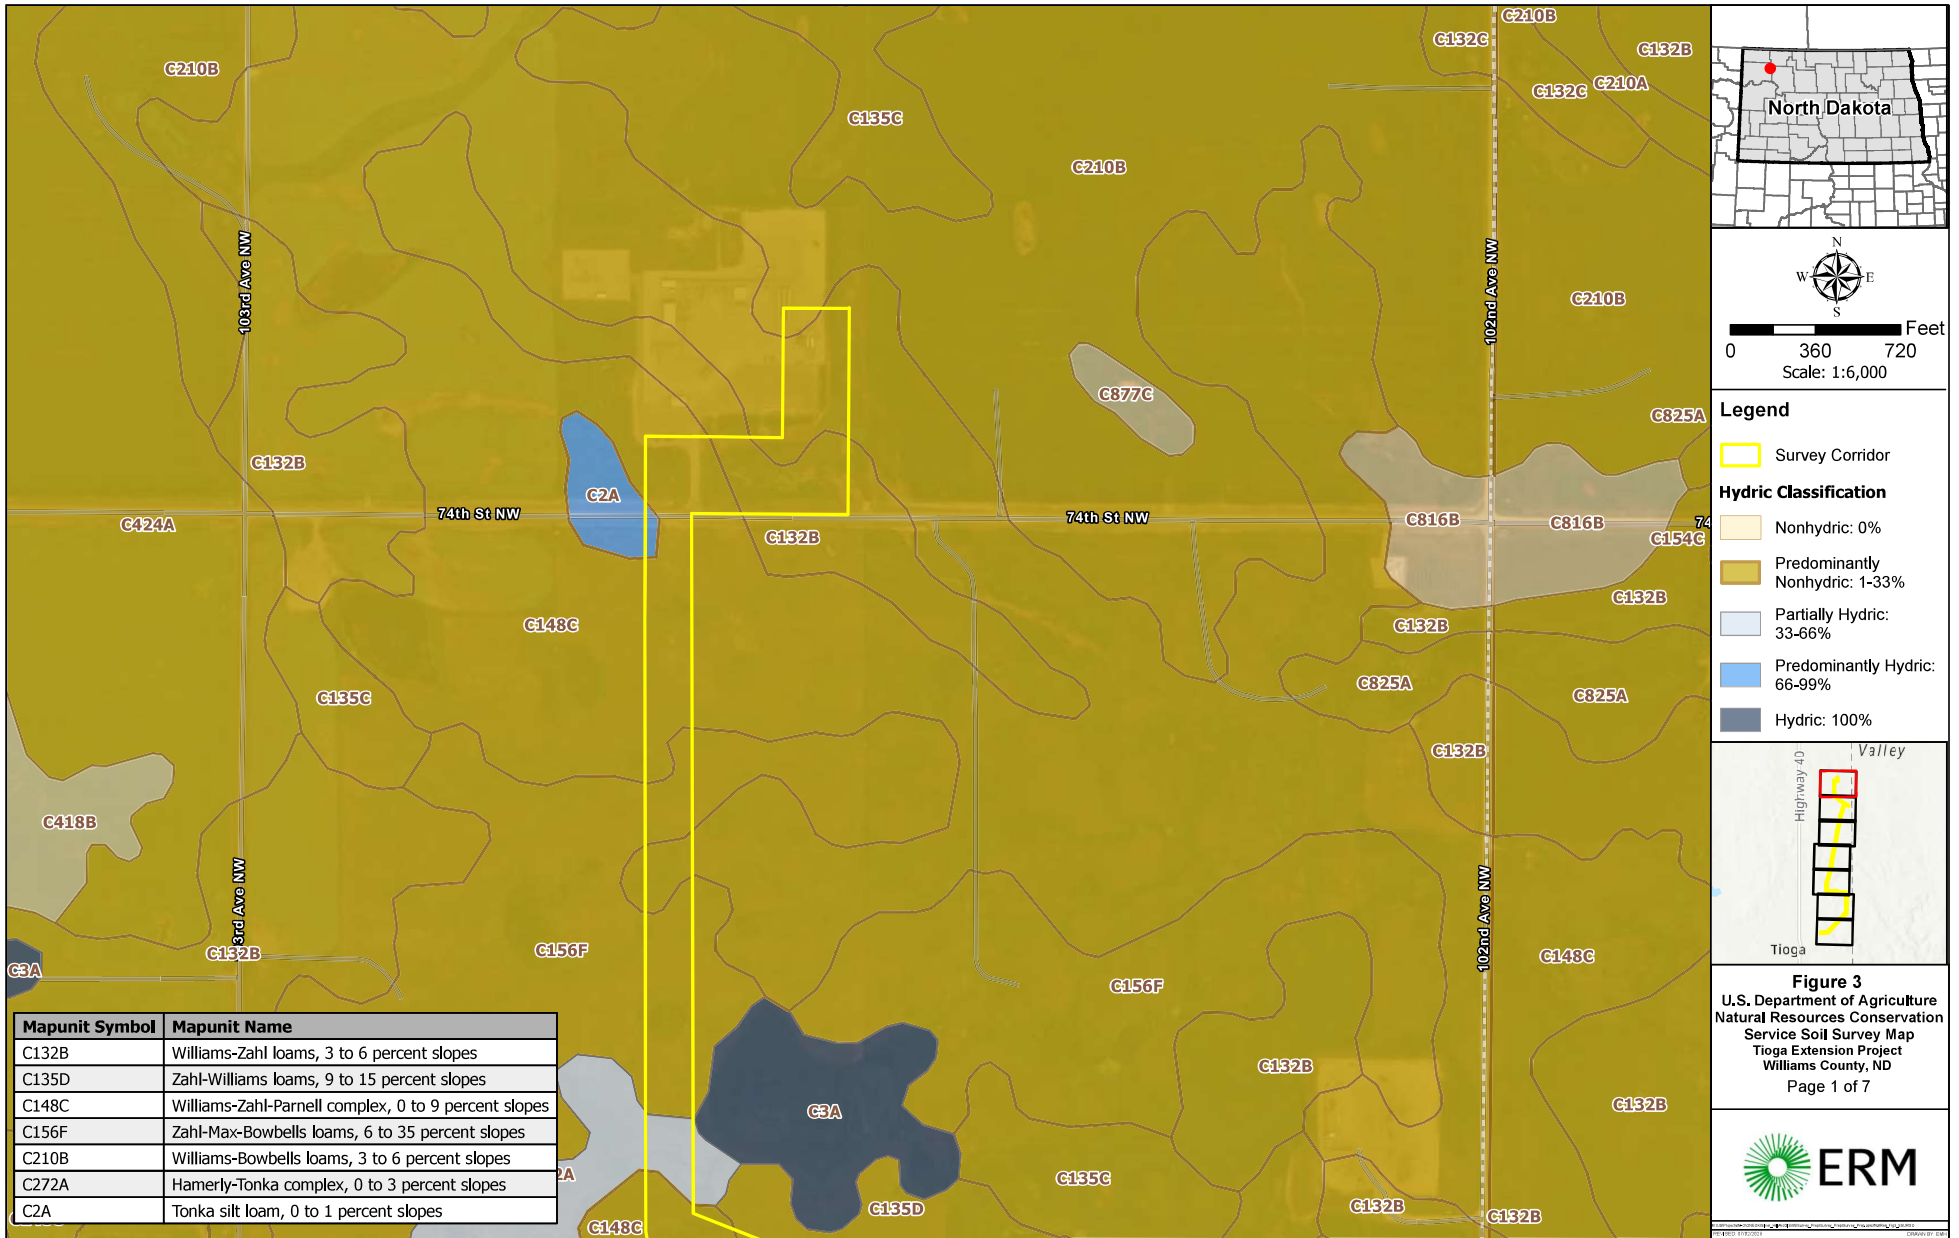 C210B
C132C
C132B
C210B
C210A
C132C
C135C
C210B
103rd Ave NW
102nd Ave NW
C210B
C877C
C825A
C132B
C2A
74th St NW
74th St NW
C424A
C132B
C816B
C816B
74
C154C
C132B
C148C
C132B
C135C
C825A
C825A
C132B
C418B
3rd Ave NW
102nd Ave NW
C132B
C156F
C148C
C3A
C156F
C132B
C3A
C132B
2A
C135C
C135D
C132B
C132B
C148C
Mapunit Symbol Mapunit Name
C132B Williams-Zahl loams, 3 to 6 percent slopes
C135D Zahl-Williams loams, 9 to 15 percent slopes
C148C Williams-Zahl-Parnell complex, 0 to 9 percent slopes
C156F Zahl-Max-Bowbells loams, 6 to 35 percent slopes
C210B Williams-Bowbells loams, 3 to 6 percent slopes
C272A Hamerly-Tonka complex, 0 to 3 percent slopes
C2A Tonka silt loam, 0 to 1 percent slopes
North Dakota
N
W E
S
Feet
0 360 720
Scale: 1:6,000
Legend
Survey Corridor
Hydric Classification
Nonhydric: 0%
Predominantly
Nonhydric: 1-33%
Partially Hydric:
33-66%
Predominantly Hydric:
66-99%
Hydric: 100%
Valley
Highway 40
Tioga
Figure 3
U.S. Department of Agriculture
Natural Resources Conservation
Service Soil Survey Map
Tioga Extension Project
Williams County, ND
Page 1 of 7
ERM